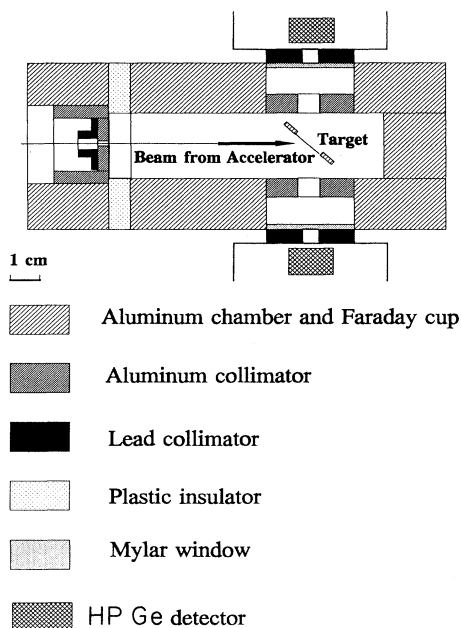 Target
Beam from Accelerator
1 cm
Aluminum chamber and Faraday cup
Aluminum collimator
Lead collimator
Plastic insulator
Mylar window
HP Ge detector